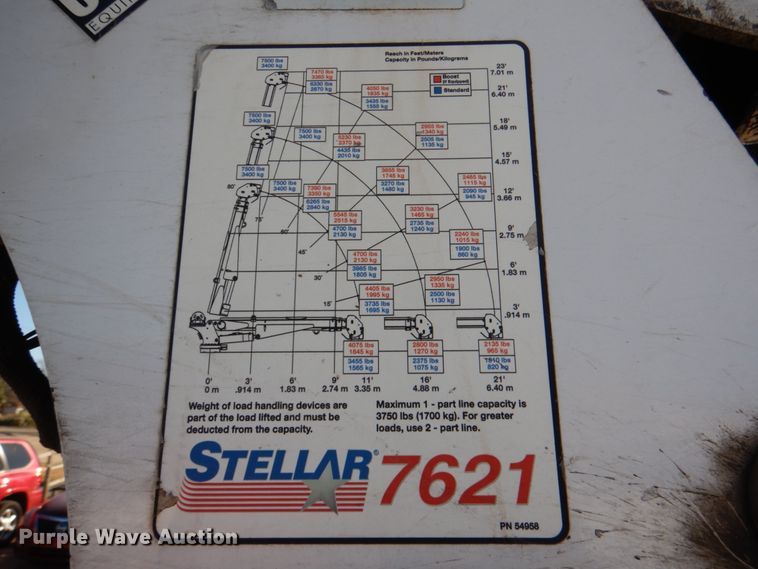 EQUIP
Reach in Feet/Meters
Capacity in Pounds/Kilograms
Boost
(If Equipped)
Standard
23'
7.01 m
21'
6.40 m
18'
5.49 m
15'
4.57 m
12'
3.66 m
9'
2.75 m
6'
1.83 m
3'
.914 m
7500 lbs
3400 kg
7470 lbs
3385 kg
2670 kg
4050 lbs
1835 kg
3435 lbs
1555 kg
7500 lbs
3400 kg
7500 lbs
3400 kg
5230 lbs
2370 kg
4435 lbs
2010 kg
2955 lbs
1340 kg
2505 lbs
1135 kg
7500 lbs
3400 kg
7500 lbs
3400 kg
7390 lbs
3350 kg
6265 lbs
2840 kg
3855 lbs
1745 kg
3270 lbs
1480 kg
2465 lbs
1115 kg
2090 lbs
945 kg
5545 lbs
2515 kg
4700 lbs
2130 kg
3230 lbs
1465 kg
2735 lbs
1240 kg
2240 lbs
1015 kg
1900 lbs
860 kg
4700 lbs
2130 kg
3985 lbs
1805 kg
4405 lbs
1995 kg
3735 lbs
1695 kg
2950 lbs
1335 kg
2500 lbs
1130 kg
80'
75'
60'
45'
30'
15'
4075 lbs
1845 kg
3455 lbs
1565 kg
2800 lbs
1270 kg
2375 lbs
1075 kg
2135 lbs
965 kg
1810 lbs
820 kg
0' 3' 6' 9' 11' 16' 21'
0 m .914 m 1.83 m 2.74 m 3.35 m 4.88 m 6.40 m
Weight of load handling devices are
part of the load lifted and must be
deducted from the capacity.
Maximum 1 - part line capacity is
3750 lbs (1700 kg). For greater
loads, use 2 - part line.
STELLAR® 7621
PN 54958
Purple Wave Auction